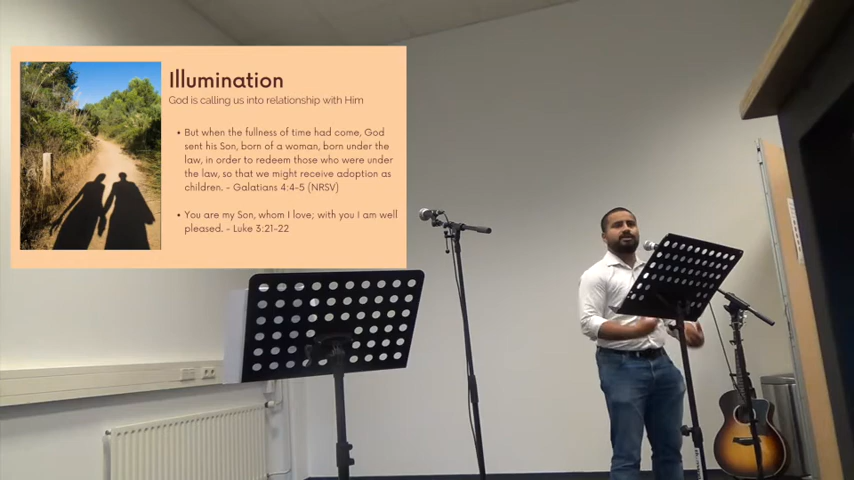 Illumination
God is calling us into relationship with Him
• But when the fullness of time had come, God
sent his Son, born of a woman, born under the
law, in order to redeem those who were under
the law, so that we might receive adoption as
children. - Galatians 4:4-5 (NRSV)
• You are my Son, whom I love; with you I am well
pleased. - Luke 3:21-22